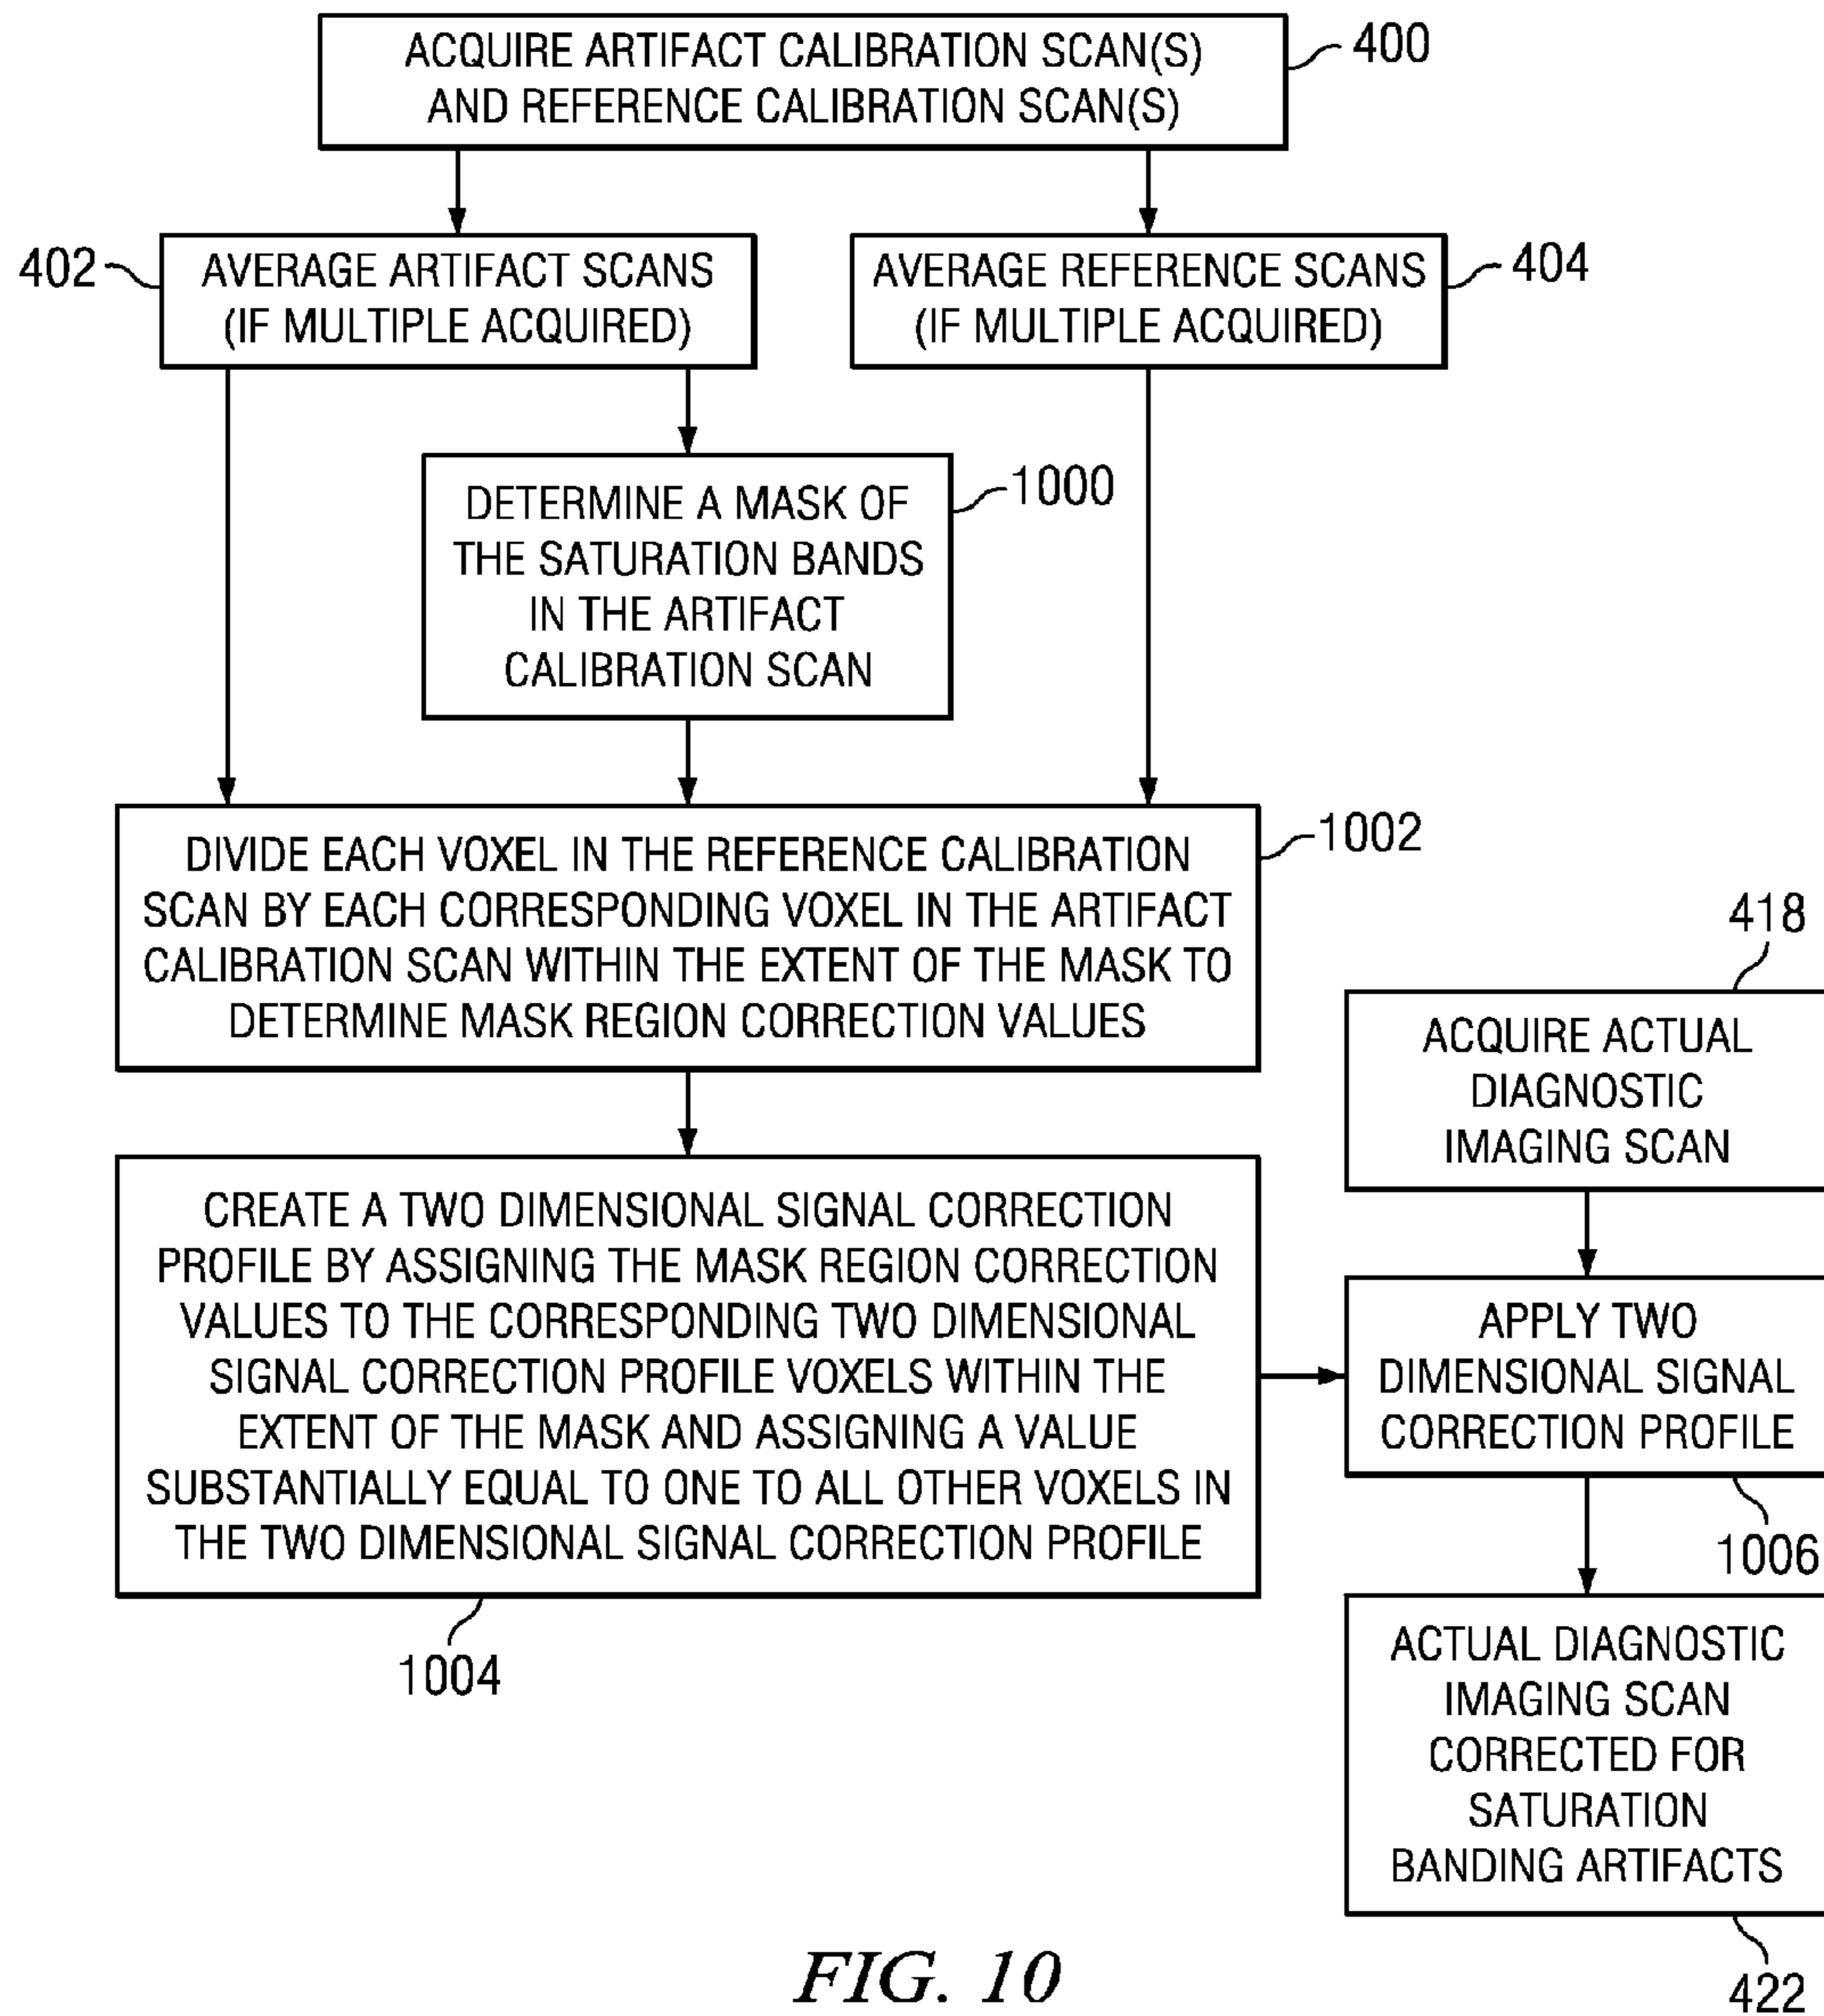 ACQUIRE ARTIFACT CALIBRATION SCAN(S)
AND REFERENCE CALIBRATION SCAN(S)
400
402
AVERAGE ARTIFACT SCANS
(IF MULTIPLE ACQUIRED)
AVERAGE REFERENCE SCANS
(IF MULTIPLE ACQUIRED)
404
DETERMINE A MASK OF
THE SATURATION BANDS
IN THE ARTIFACT
CALIBRATION SCAN
1000
DIVIDE EACH VOXEL IN THE REFERENCE CALIBRATION
SCAN BY EACH CORRESPONDING VOXEL IN THE ARTIFACT
CALIBRATION SCAN WITHIN THE EXTENT OF THE MASK TO
DETERMINE MASK REGION CORRECTION VALUES
1002
418
ACQUIRE ACTUAL
DIAGNOSTIC
IMAGING SCAN
CREATE A TWO DIMENSIONAL SIGNAL CORRECTION
PROFILE BY ASSIGNING THE MASK REGION CORRECTION
VALUES TO THE CORRESPONDING TWO DIMENSIONAL
SIGNAL CORRECTION PROFILE VOXELS WITHIN THE
EXTENT OF THE MASK AND ASSIGNING A VALUE
SUBSTANTIALLY EQUAL TO ONE TO ALL OTHER VOXELS IN
THE TWO DIMENSIONAL SIGNAL CORRECTION PROFILE
1004
APPLY TWO
DIMENSIONAL SIGNAL
CORRECTION PROFILE
1006
ACTUAL DIAGNOSTIC
IMAGING SCAN
CORRECTED FOR
SATURATION
BANDING ARTIFACTS
422
FIG. 10